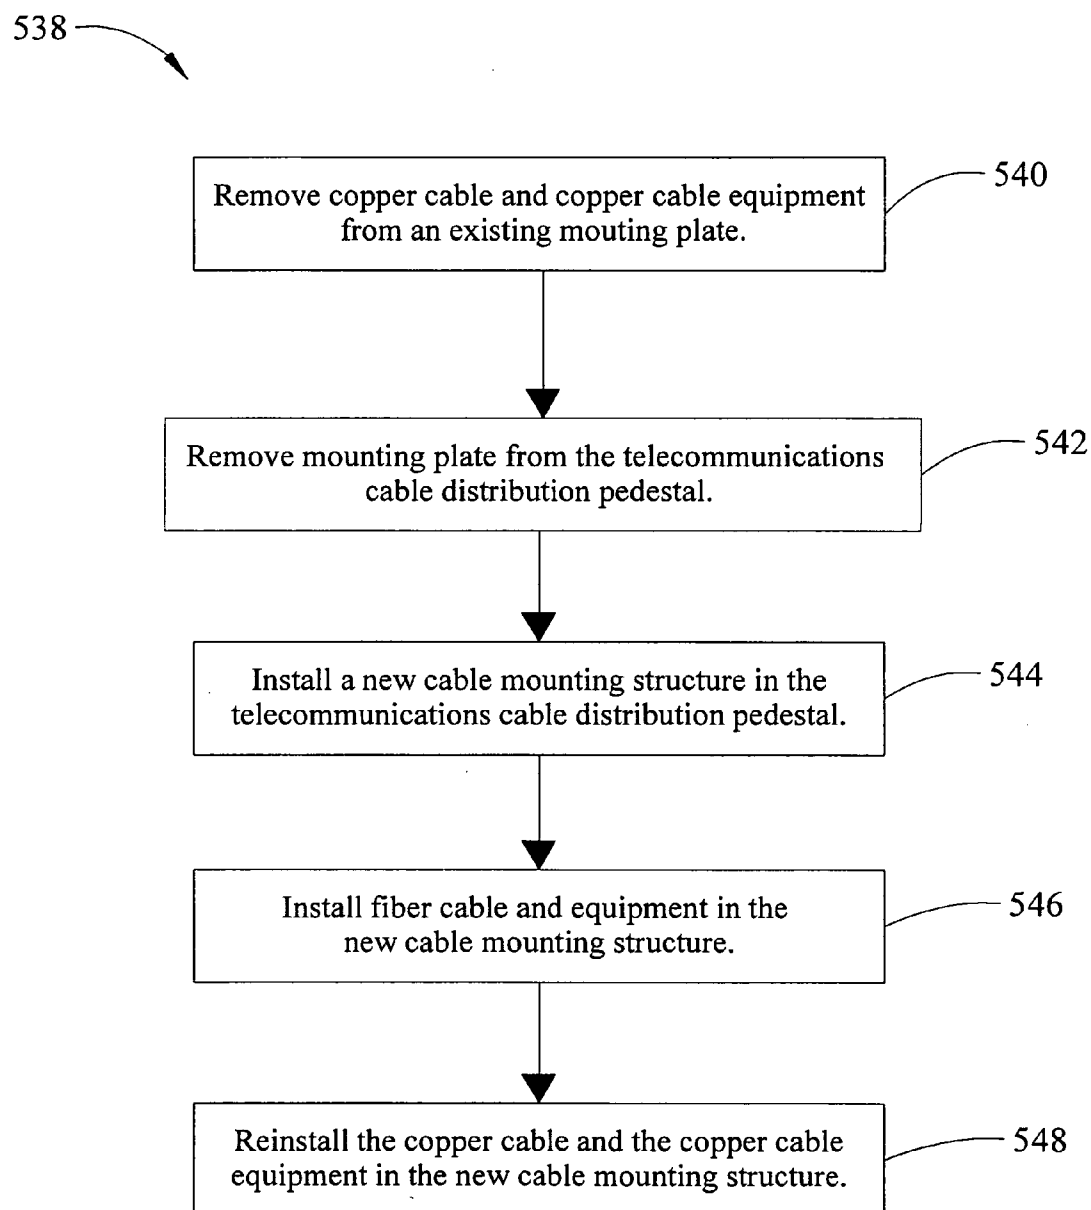 538
540
Remove copper cable and copper cable equipment
from an existing mouting plate.
542
Remove mounting plate from the telecommunications
cable distribution pedestal.
544
Install a new cable mounting structure in the
telecommunications cable distribution pedestal.
546
Install fiber cable and equipment in the
new cable mounting structure.
548
Reinstall the copper cable and the copper cable
equipment in the new cable mounting structure.